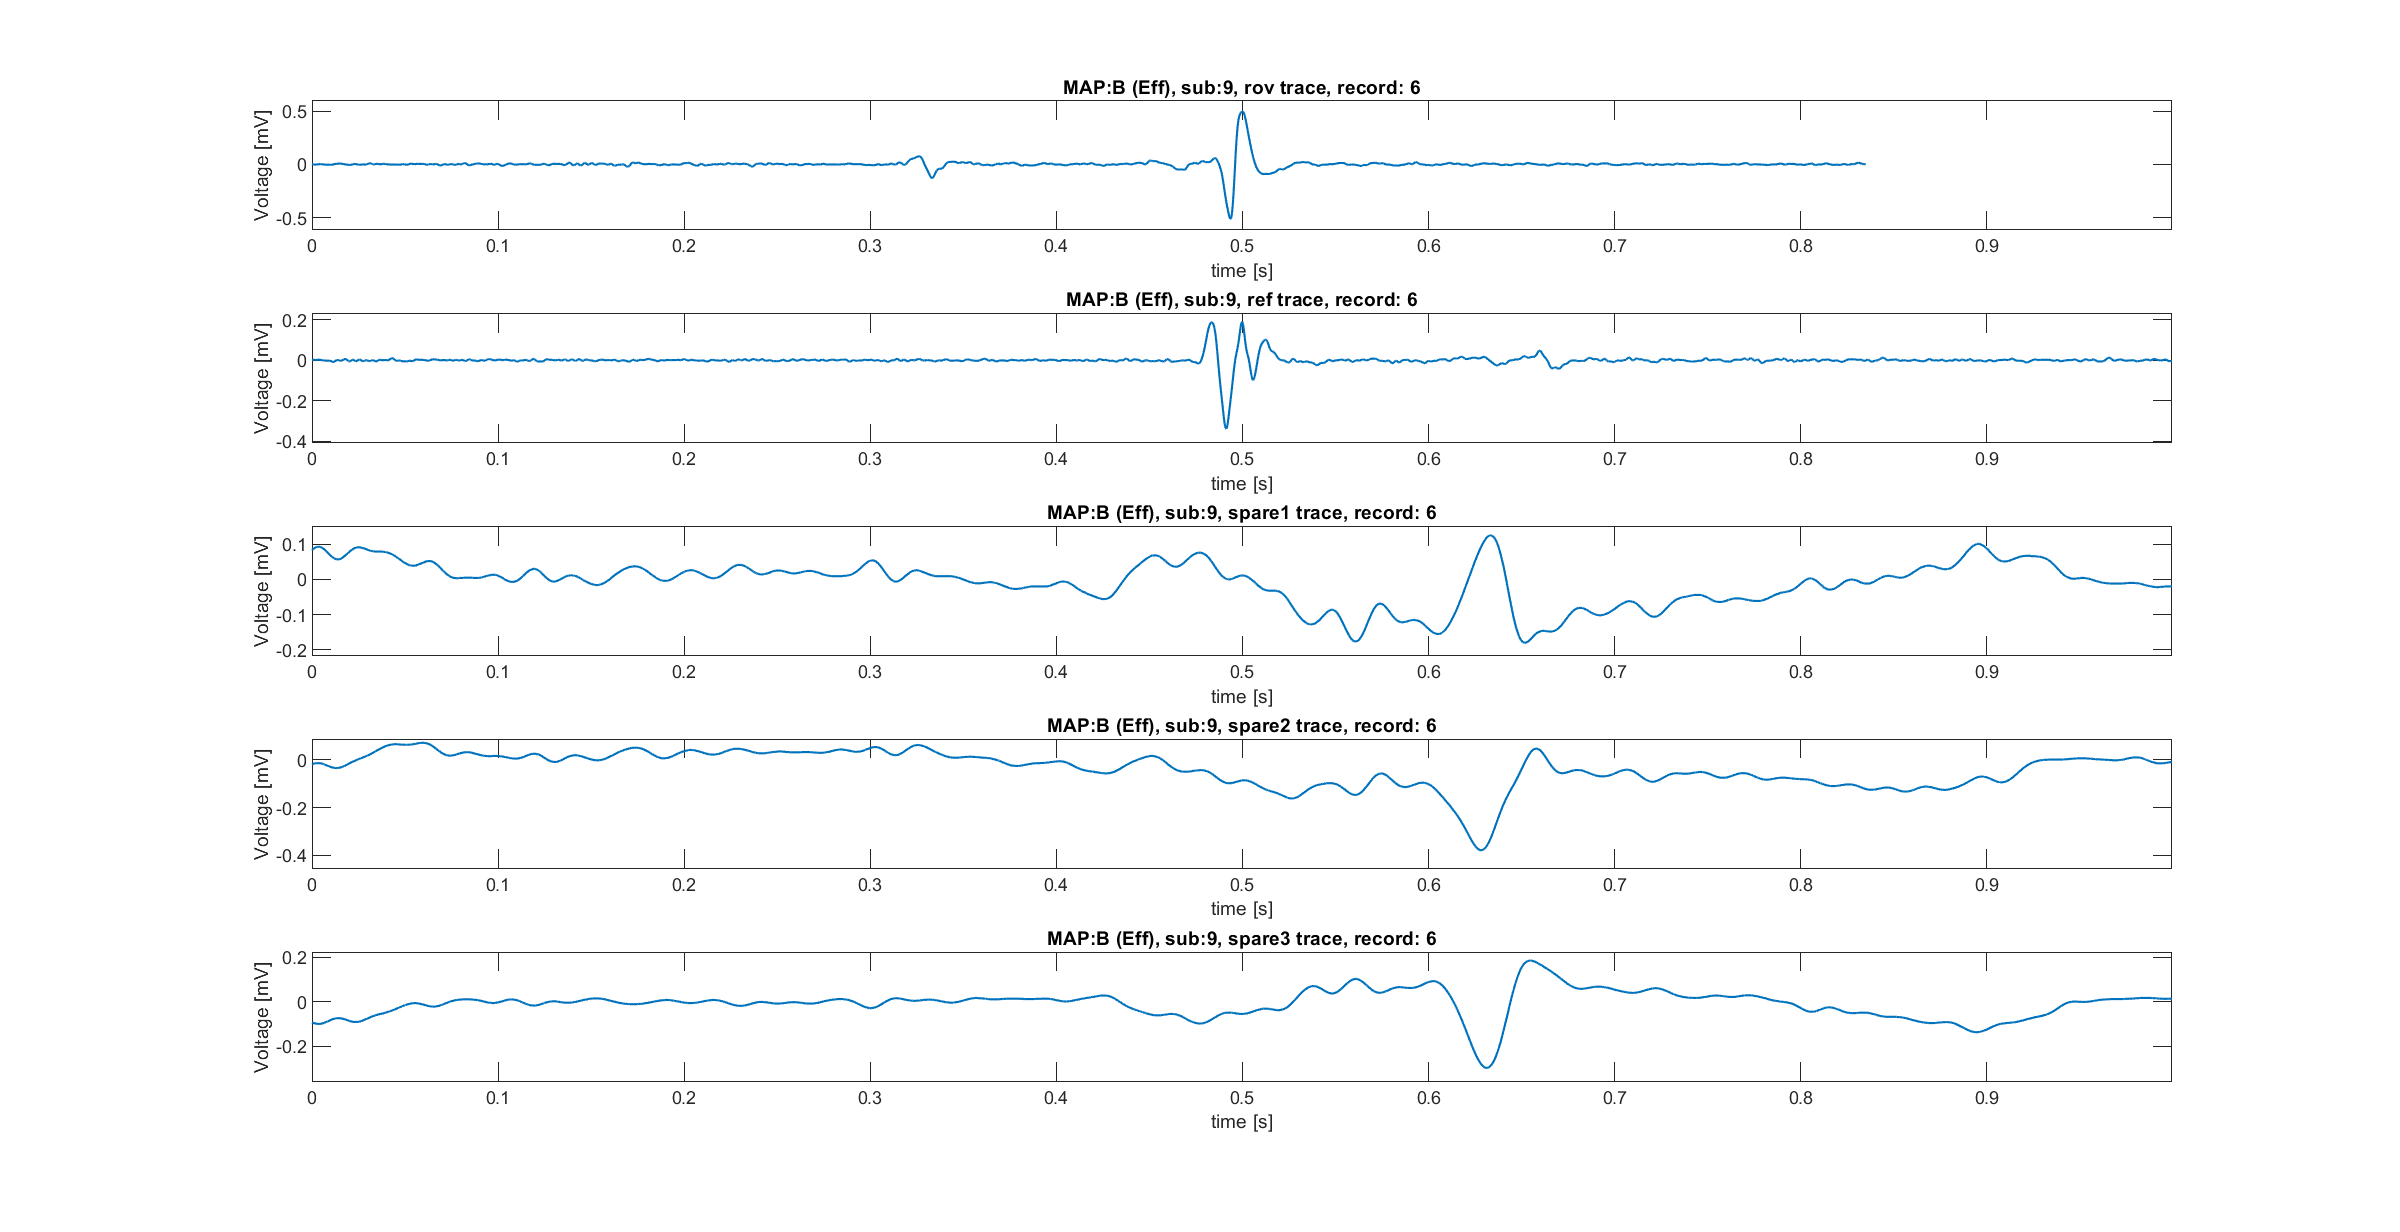 MAP:B (Eff), sub:9, rov trace, record: 6
Voltage [mV]
0.5
0
-0.5
0 0.1 0.2 0.3 0.4 0.5 0.6 0.7 0.8 0.9
time [s]
MAP:B (Eff), sub:9, ref trace, record: 6
Voltage [mV]
0.2
0
-0.2
-0.4
0 0.1 0.2 0.3 0.4 0.5 0.6 0.7 0.8 0.9
time [s]
MAP:B (Eff), sub:9, spare1 trace, record: 6
Voltage [mV]
0.1
0
-0.1
-0.2
0 0.1 0.2 0.3 0.4 0.5 0.6 0.7 0.8 0.9
time [s]
MAP:B (Eff), sub:9, spare2 trace, record: 6
Voltage [mV]
0
-0.2
-0.4
0 0.1 0.2 0.3 0.4 0.5 0.6 0.7 0.8 0.9
time [s]
MAP:B (Eff), sub:9, spare3 trace, record: 6
Voltage [mV]
0.2
0
-0.2
0 0.1 0.2 0.3 0.4 0.5 0.6 0.7 0.8 0.9
time [s]